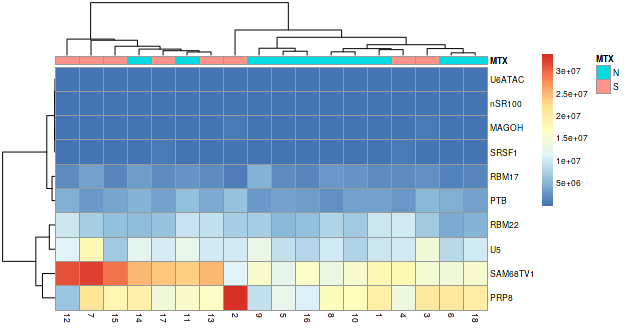 MTX
MTX
U6ATAC
3e+07
N
nSR100
2.5e+07
S
MAGOH
1.5e+07
SRSF1
1e+07
RBM17
5e+06
PTB
RBM22
U5
SAM68TV1
PRP8
12 7 15 14 17 11 13 2 9 5 16 8 10 1 4 3 6 18